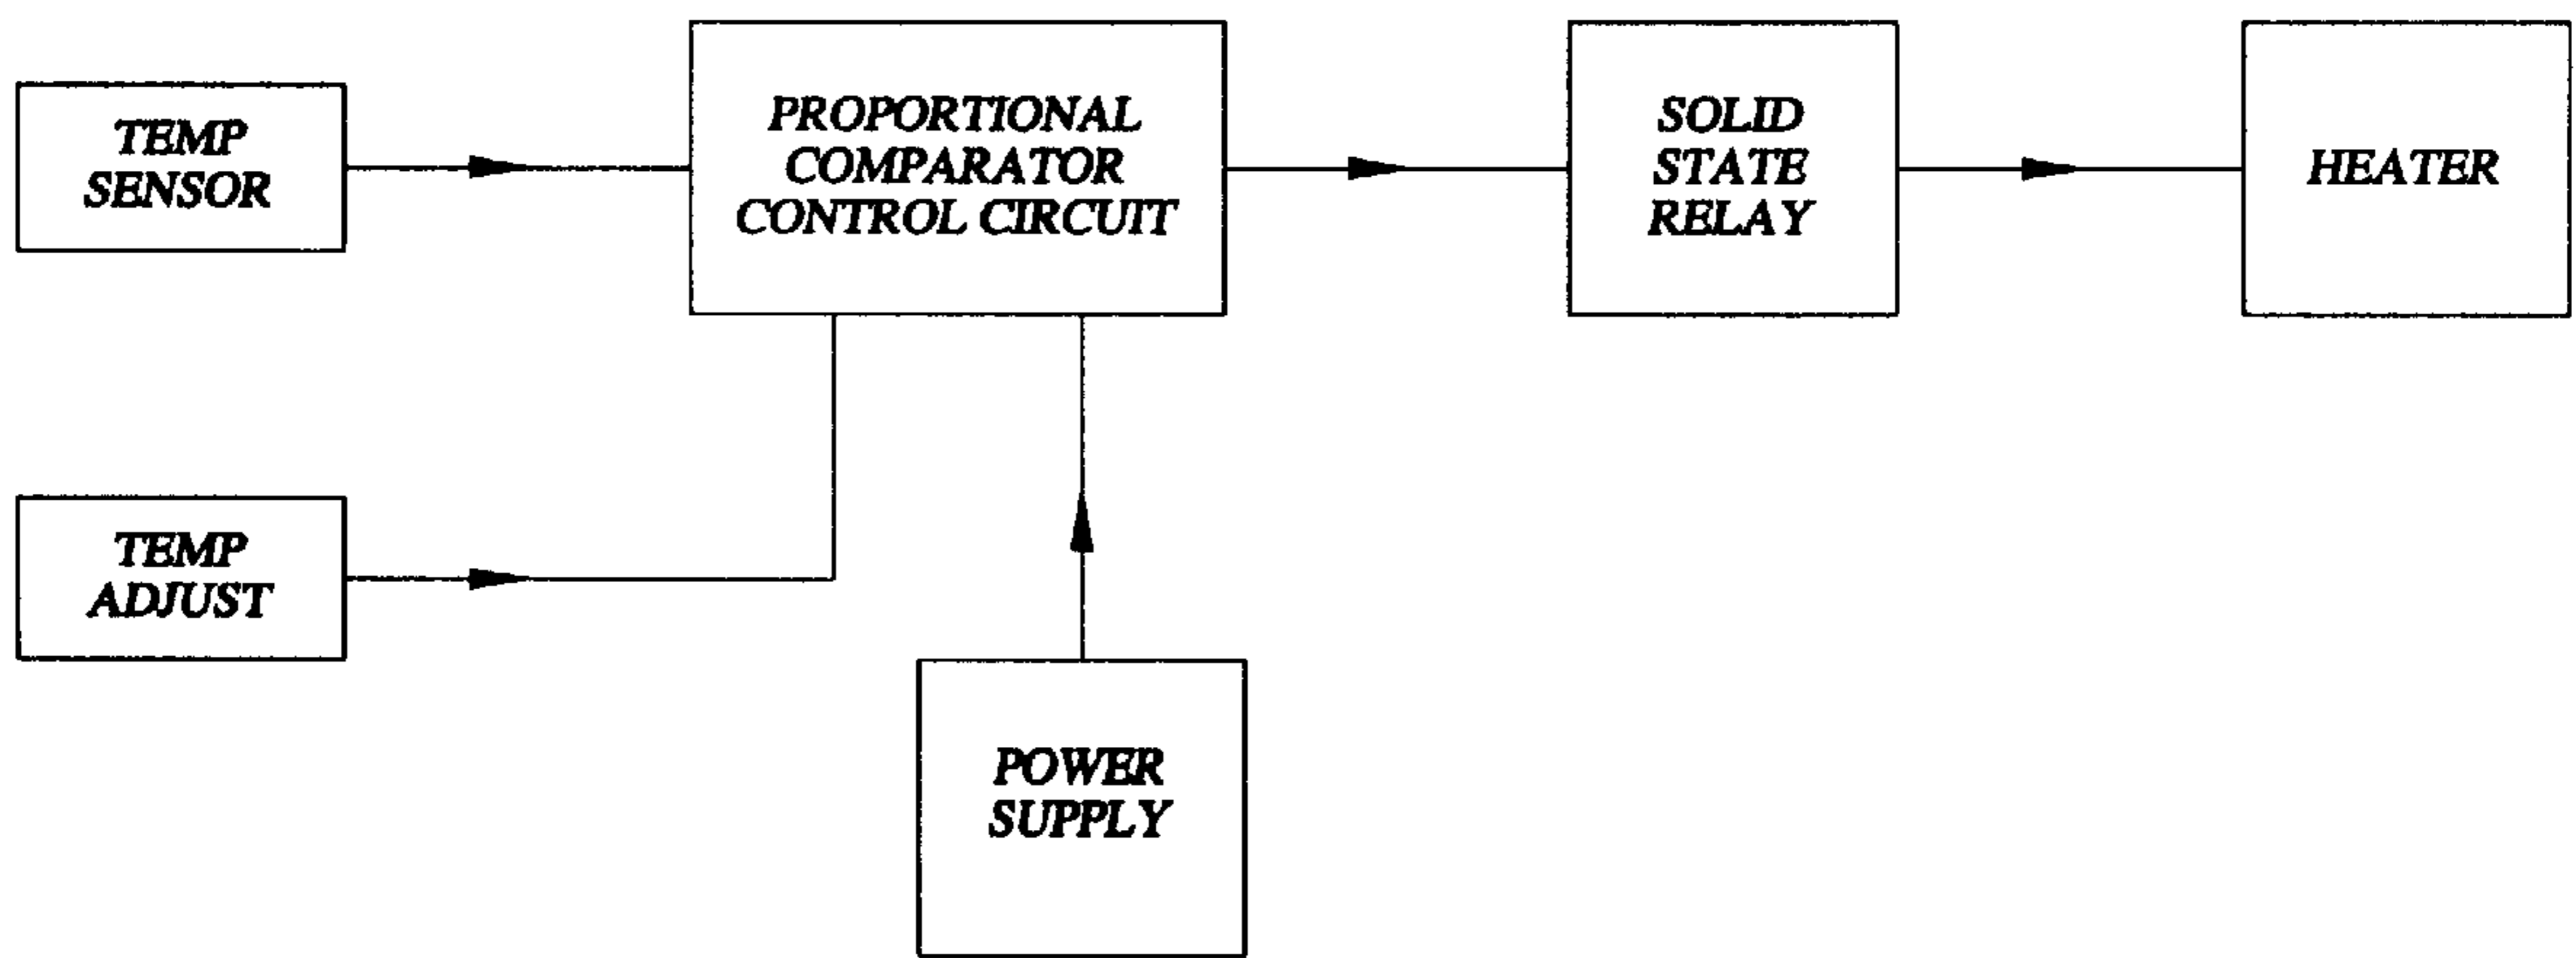 TEMP
SENSOR
PROPORTIONAL
COMPARATOR
CONTROL CIRCUIT
SOLID
STATE
RELAY
HEATER
TEMP
ADJUST
POWER
SUPPLY